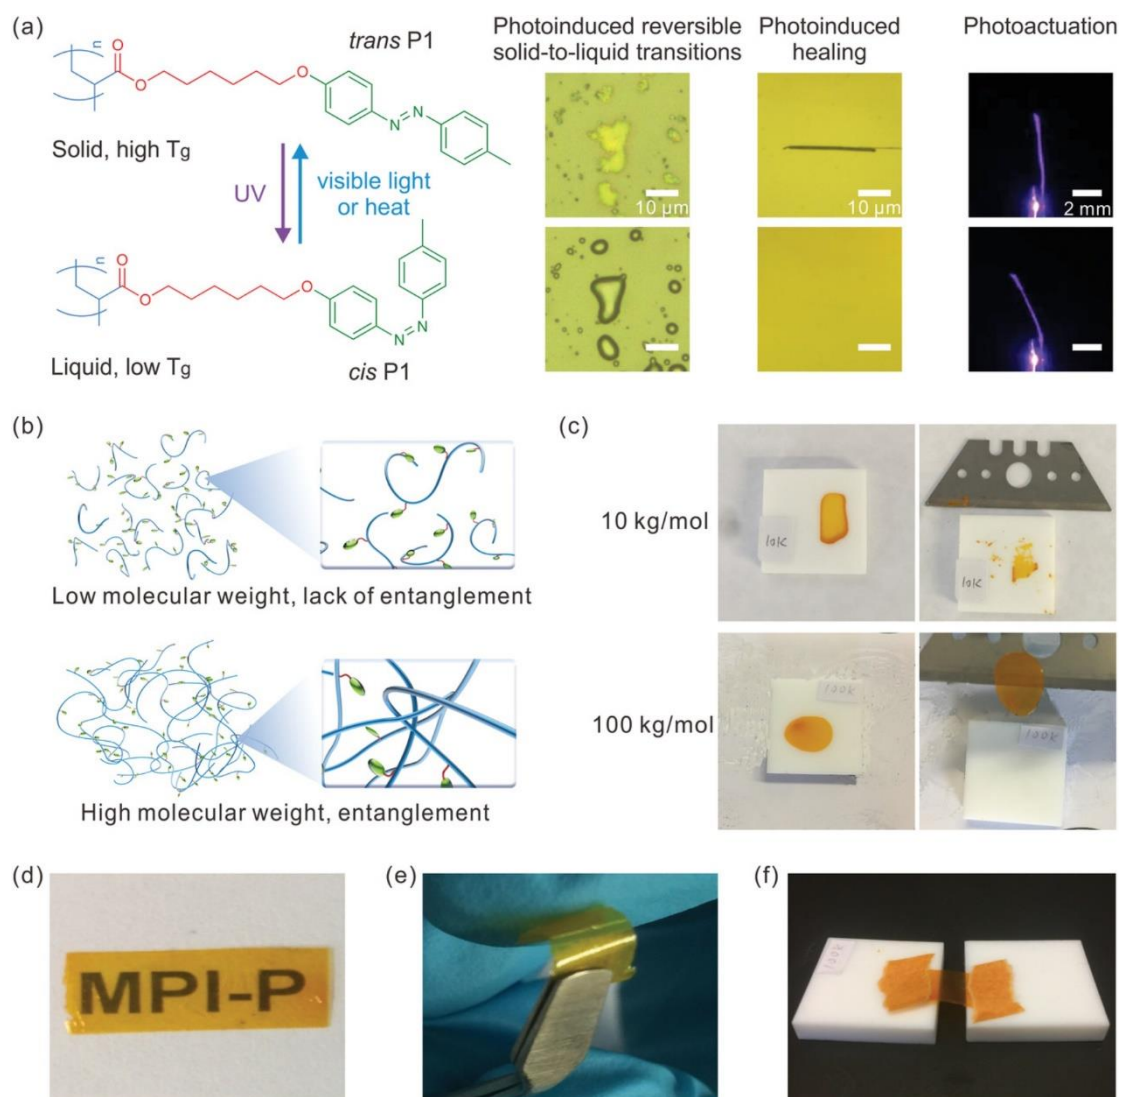 (a)
n
O
O
O
N
N
trans P1
Solid, high Tg
UV
visible light
or heat
n
O
O
O
N
N
Liquid, low Tg
cis P1
Photoinduced reversible
solid-to-liquid transitions
10 µm
Photoinduced
healing
10 µm
Photoactuation
2 mm
(b)
Low molecular weight, lack of entanglement
High molecular weight, entanglement
(c)
10 kg/mol
10K
10K
100 kg/mol
100K
100K
(d)
MPI-P
(e)
(f)
100K